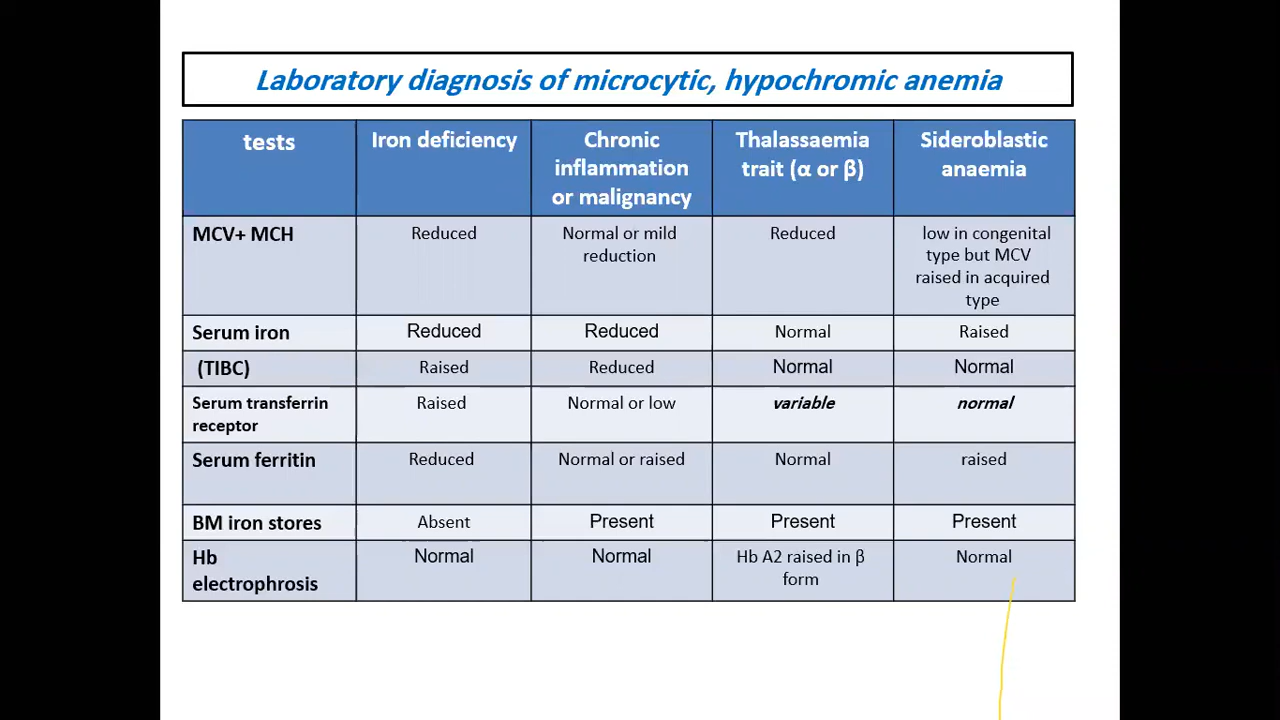 Laboratory diagnosis of microcytic, hypochromic anemia
tests
Iron deficiency
Chronic
inflammation
or malignancy
Thalassaemia
trait (α or β)
Sideroblastic
anaemia
MCV+ MCH
Reduced
Normal or mild
reduction
Reduced
low in congenital
type but MCV
raised in acquired
type
Serum iron
Reduced
Reduced
Normal
Raised
(TIBC)
Raised
Reduced
Normal
Normal
Serum transferrin
receptor
Raised
Normal or low
variable
normal
Serum ferritin
Reduced
Normal or raised
Normal
raised
BM iron stores
Absent
Present
Present
Present
Hb
electrophrosis
Normal
Normal
Hb A2 raised in β
form
Normal